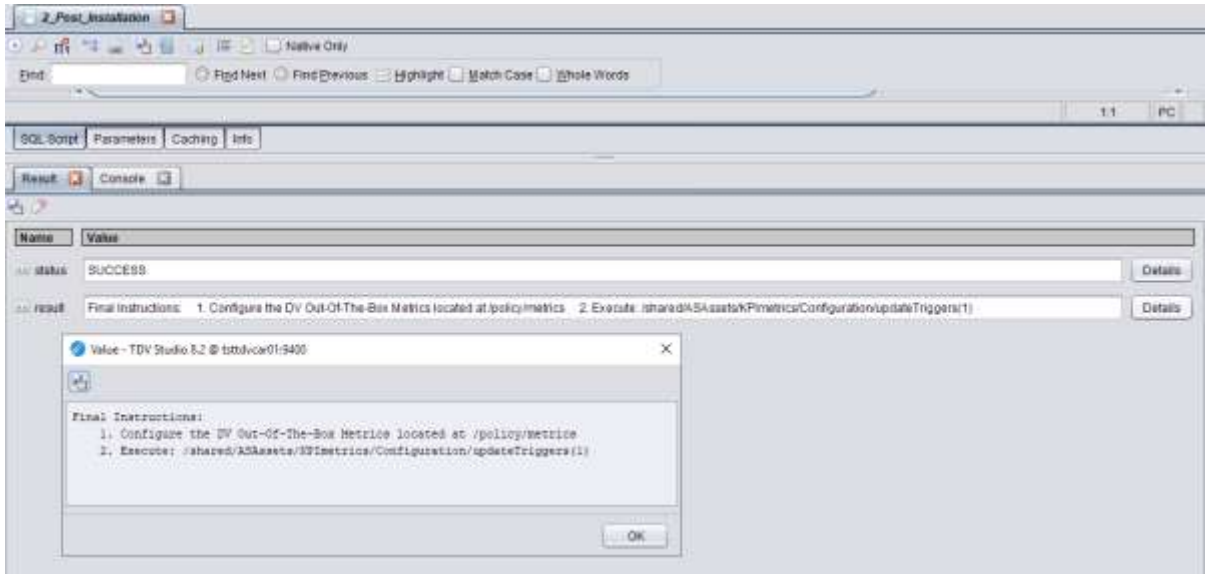 2_Post_Installation
Native Only
Find: Find Next Find Previous Highlight Match Case Whole Words
1:1 PC
SQL Script Parameters Caching Info
Result Console
Name Value
status SUCCESS Details
result Final Instructions: 1. Configure the DV Out-Of-The-Box Metrics located at /policy/metrics 2. Execute: /shared/ASAssets/KPImetrics/Configuration/updateTriggers(1) Details
Value - TDV Studio 8.2 @ tsttdvcar01:9400
Final Instructions:
1. Configure the DV Out-Of-The-Box Metrics located at /policy/metrics
2. Execute: /shared/ASAssets/KPImetrics/Configuration/updateTriggers(1)
OK